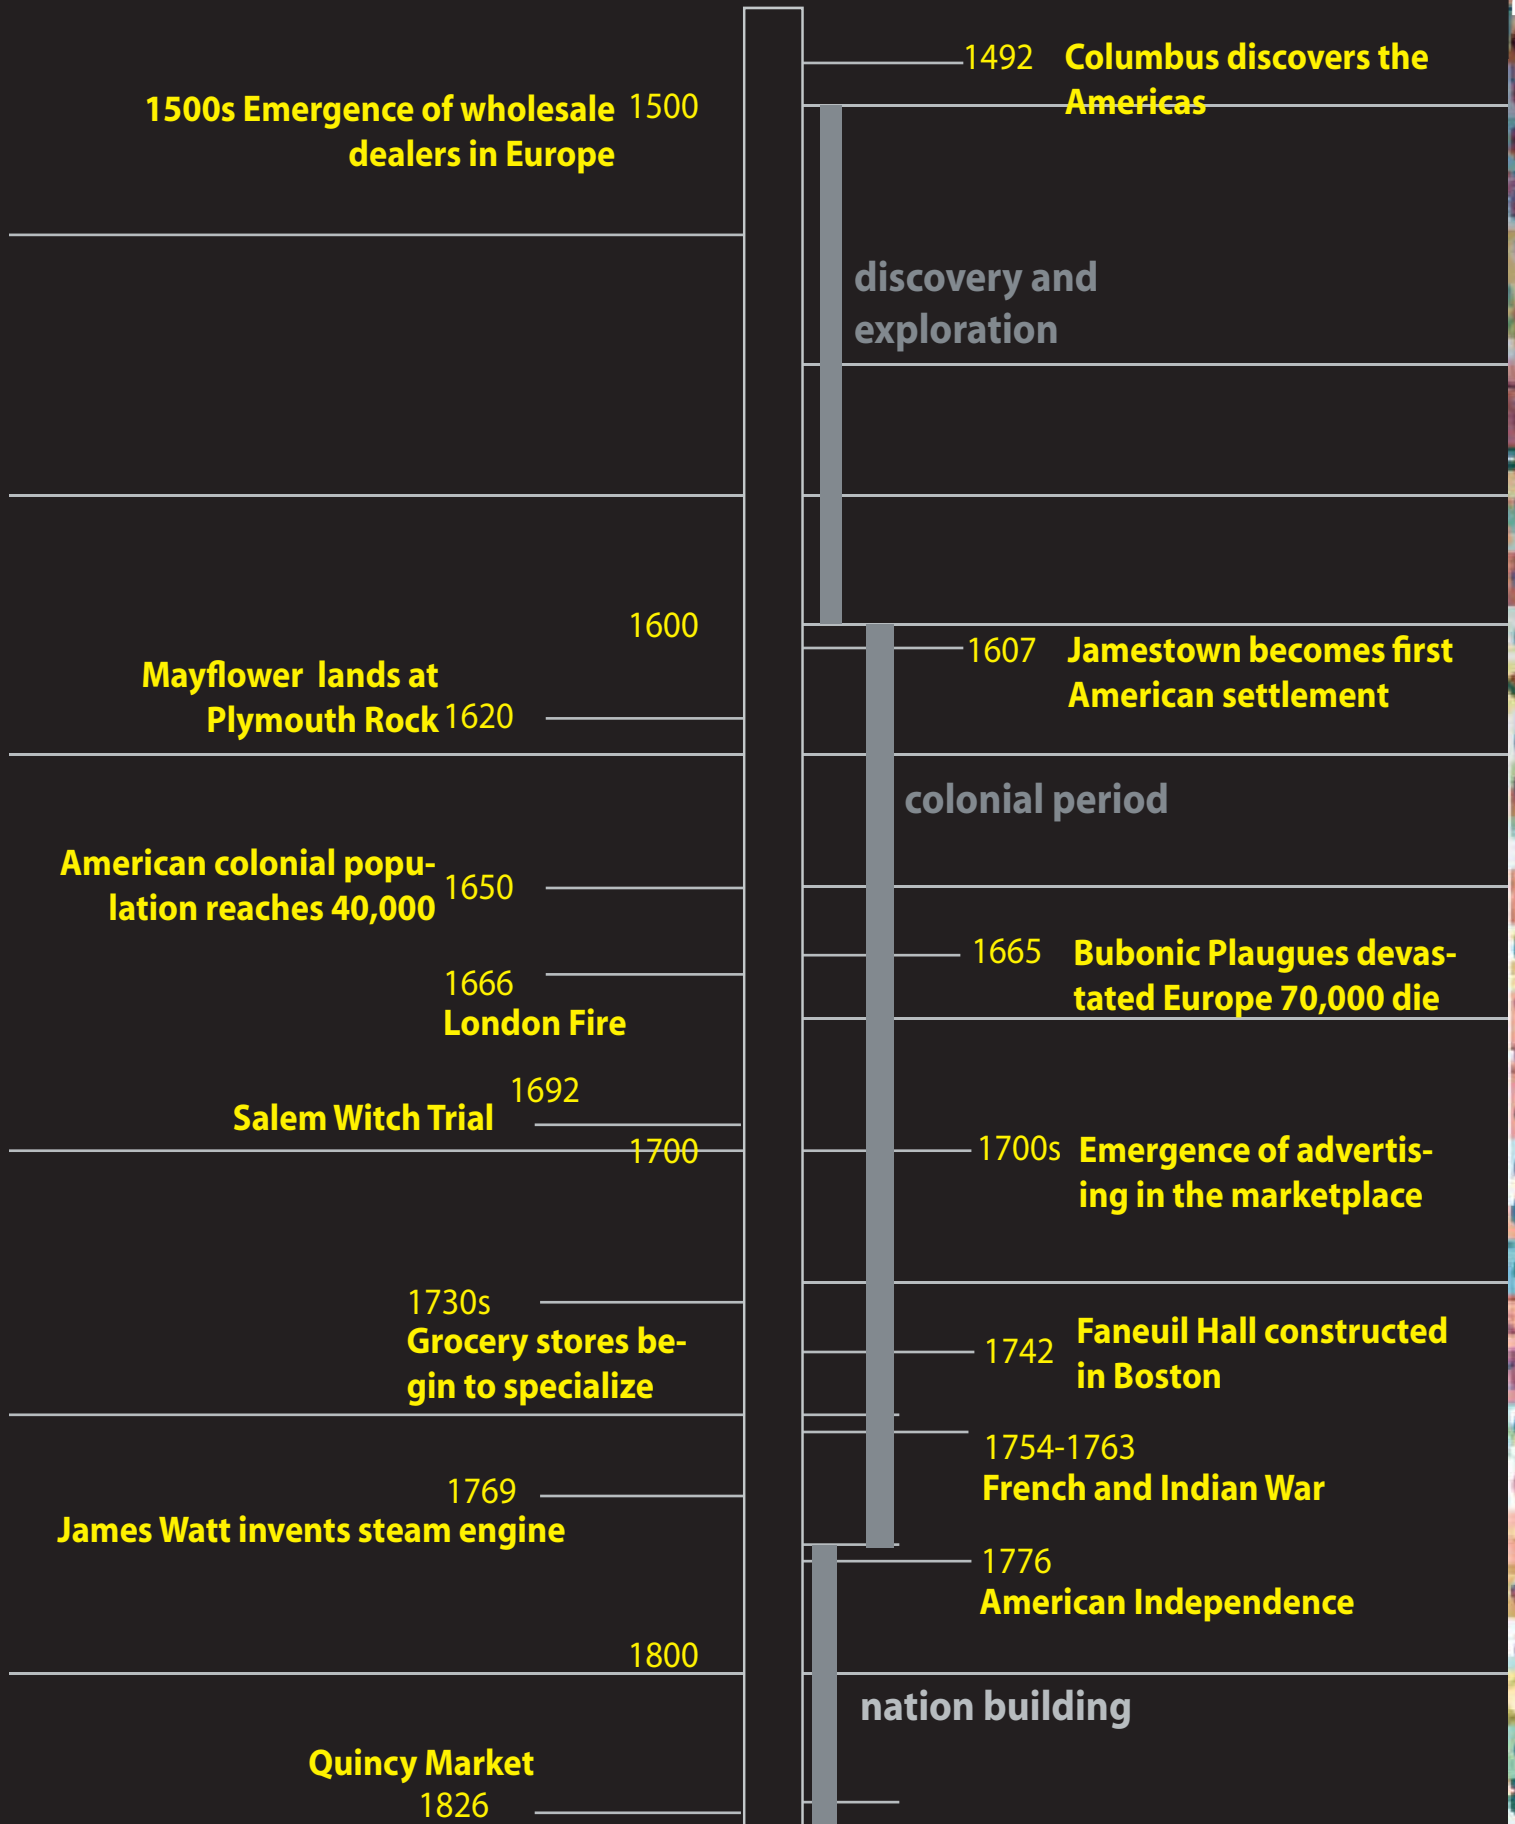 1492 Columbus discovers the
Americas
1500s Emergence of wholesale 1500
dealers in Europe
discovery and
exploration
1600
1607 Jamestown becomes first
American settlement
Mayflower lands at
Plymouth Rock 1620
colonial period
American colonial popu-
lation reaches 40,000 1650
1665 Bubonic Plaugues devas-
tated Europe 70,000 die
1666
London Fire
1692
Salem Witch Trial
1700
1700s Emergence of advertis-
ing in the marketplace
1730s
Grocery stores be-
gin to specialize
1742 Faneuil Hall constructed
in Boston
1754-1763
French and Indian War
1769
James Watt invents steam engine
1776
American Independence
1800
nation building
Quincy Market
1826